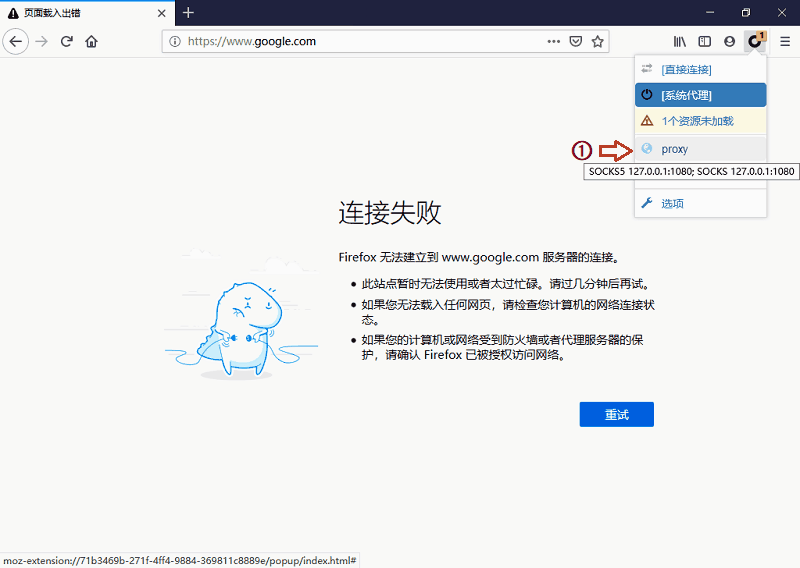 页面载入出错
https://www.google.com
1
[直接连接]
[系统代理]
1个资源未加载
① proxy
SOCKS5 127.0.0.1:1080; SOCKS 127.0.0.1:1080
选项
连接失败
Firefox 无法建立到 www.google.com 服务器的连接。
此站点暂时无法使用或者太过忙碌。请过几分钟后再试。
如果您无法载入任何网页，请检查您计算机的网络连接状
态。
如果您的计算机或网络受到防火墙或者代理服务器的保
护，请确认 Firefox 已被授权访问网络。
重试
moz-extension://71b3469b-271f-4ff4-9884-369811c8889e/popup/index.html#